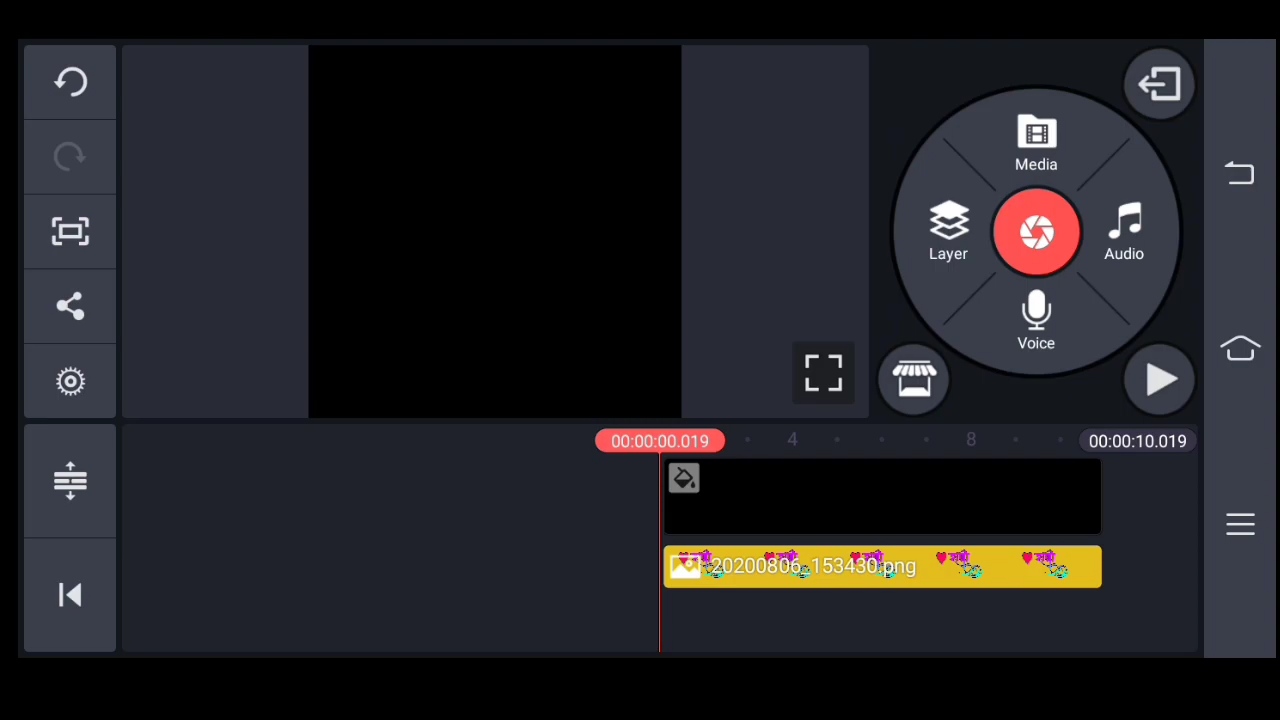 Media
Layer
Audio
Voice
00:00:00.019
4
8
00:00:10.019
20200806_153430.png